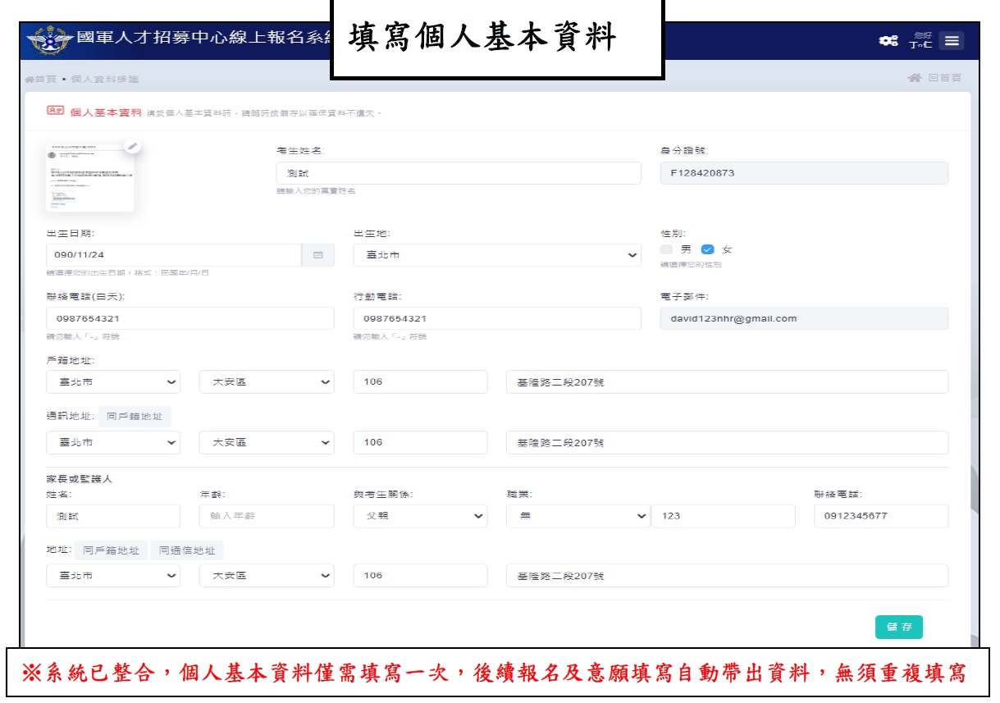 填寫個人基本資料
國軍人才招募中心線上報名系統
您好
首頁 • 個人資料維護
回首頁
個人基本資料 填妥個人基本資料時，請隨時按儲存以確保資料不遺失。
考生姓名:
測試
請輸入您的真實姓名
身分證號:
F128420873
出生日期:
090/11/24
請選擇您的出生日期，格式：民國年/月/日
出生地:
臺北市
性別:
男 女
請選擇您的性別
聯絡電話(白天):
0987654321
請勿輸入「-」符號
行動電話:
0987654321
請勿輸入「-」符號
電子郵件:
david123nhr@gmail.com
戶籍地址:
臺北市 大安區 106 基隆路二段207號
通訊地址: 同戶籍地址
臺北市 大安區 106 基隆路二段207號
家長或監護人
姓名: 年齡: 與考生關係: 職業: 聯絡電話:
測試 輸入年齡 父親 無 123 0912345677
地址: 同戶籍地址 同通信地址
臺北市 大安區 106 基隆路二段207號
儲存
※系統已整合，個人基本資料僅需填寫一次，後續報名及意願填寫自動帶出資料，無須重複填寫